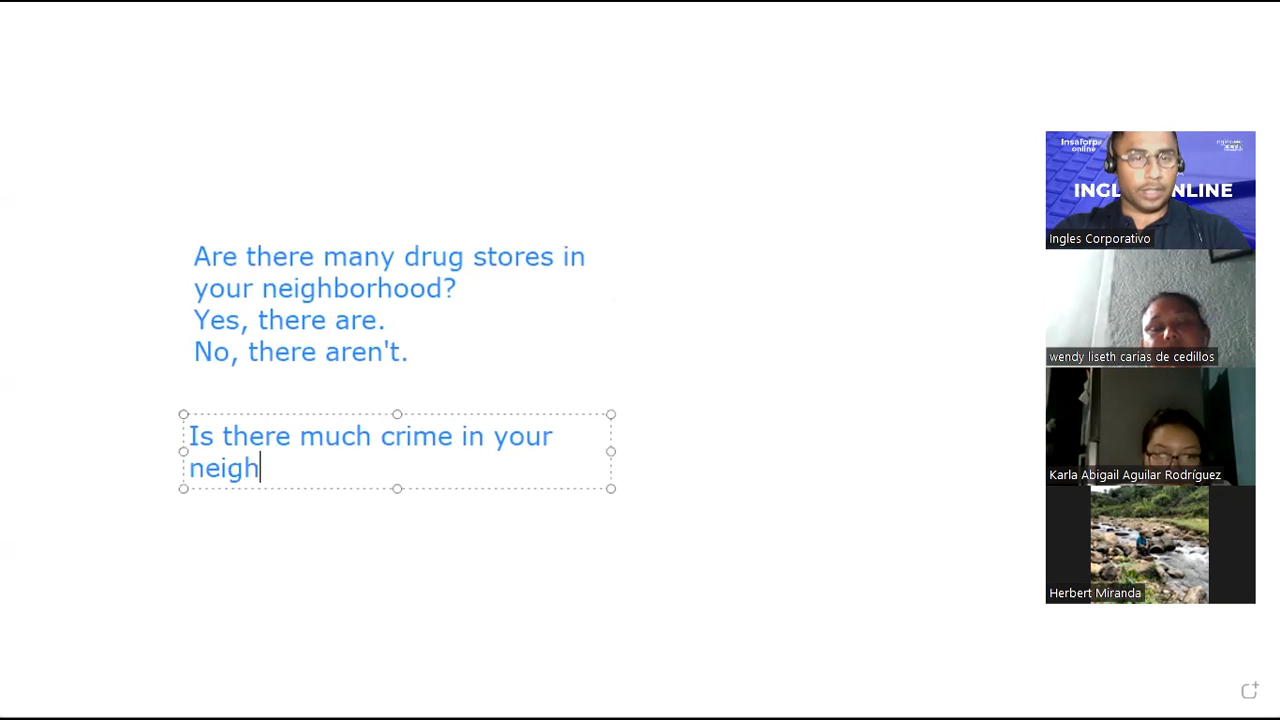 Are there many drug stores in
your neighborhood?
Yes, there are.
No, there aren't.
Is there much crime in your
neigh
Insaforp
online
INGL NLINE
Ingles Corporativo
wendy liseth carias de cedillos
Karla Abigail Aguilar Rodríguez
Herbert Miranda